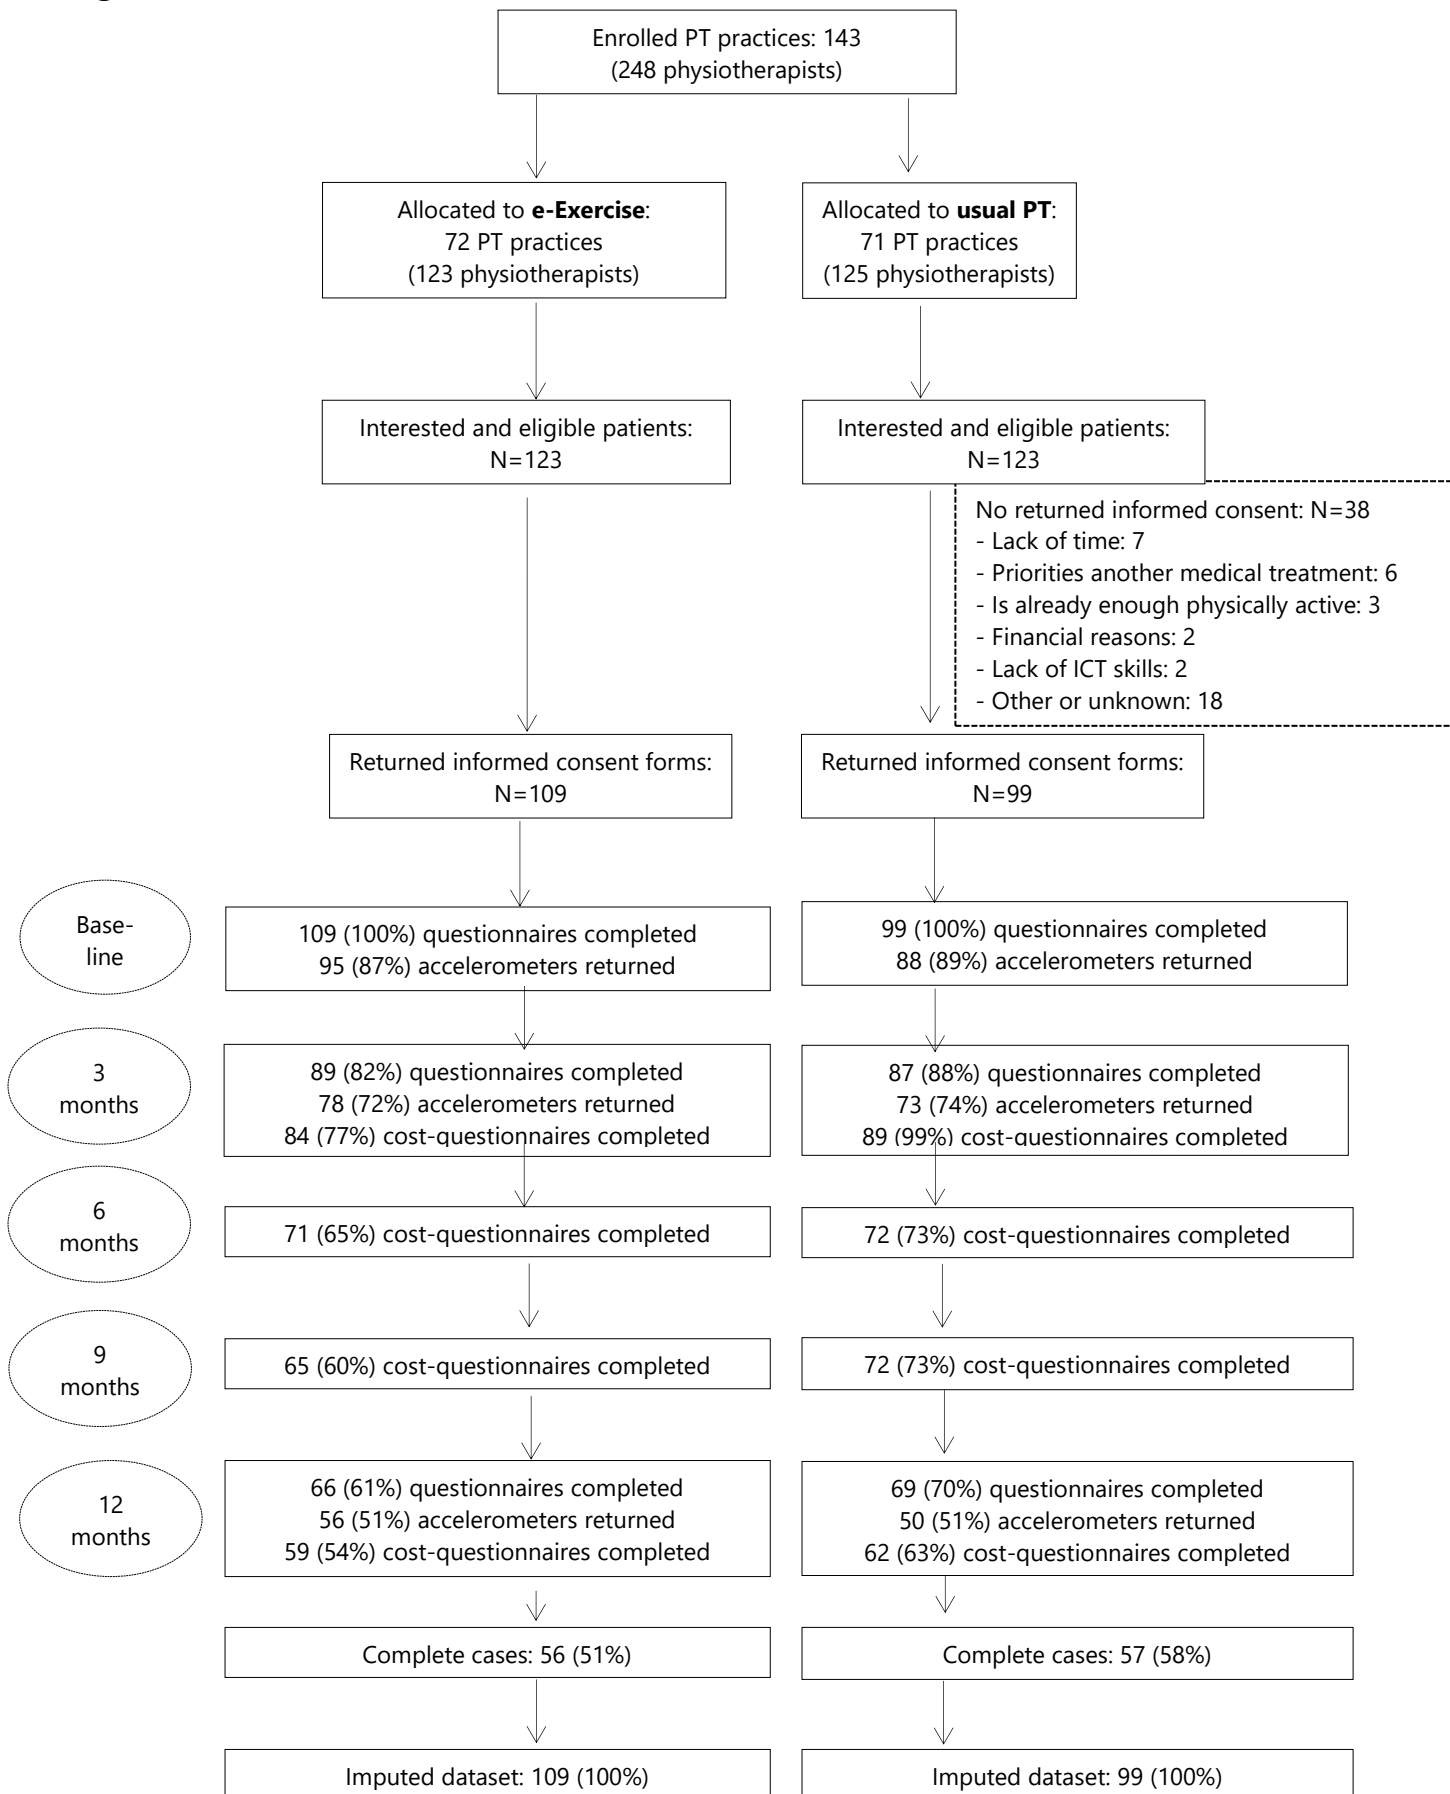 Enrolled PT practices: 143
(248 physiotherapists)
Allocated to e-Exercise:
72 PT practices
(123 physiotherapists)
Allocated to usual PT:
71 PT practices
(125 physiotherapists)
Interested and eligible patients:
N=123
Interested and eligible patients:
N=123
No returned informed consent: N=38
- Lack of time: 7
- Priorities another medical treatment: 6
- Is already enough physically active: 3
- Financial reasons: 2
- Lack of ICT skills: 2
- Other or unknown: 18
Returned informed consent forms:
N=109
Returned informed consent forms:
N=99
Base-
line
109 (100%) questionnaires completed
95 (87%) accelerometers returned
99 (100%) questionnaires completed
88 (89%) accelerometers returned
3
months
89 (82%) questionnaires completed
78 (72%) accelerometers returned
84 (77%) cost-questionnaires completed
87 (88%) questionnaires completed
73 (74%) accelerometers returned
89 (99%) cost-questionnaires completed
6
months
71 (65%) cost-questionnaires completed
72 (73%) cost-questionnaires completed
9
months
65 (60%) cost-questionnaires completed
72 (73%) cost-questionnaires completed
12
months
66 (61%) questionnaires completed
56 (51%) accelerometers returned
59 (54%) cost-questionnaires completed
69 (70%) questionnaires completed
50 (51%) accelerometers returned
62 (63%) cost-questionnaires completed
Complete cases: 56 (51%)
Complete cases: 57 (58%)
Imputed dataset: 109 (100%)
Imputed dataset: 99 (100%)